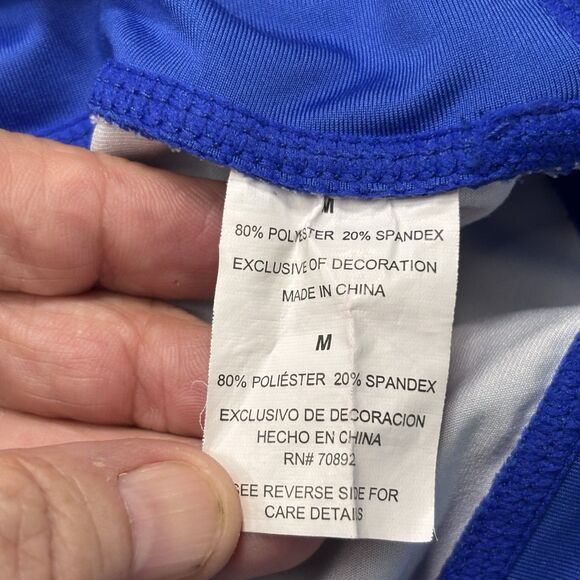 M
80% POLYESTER 20% SPANDEX
EXCLUSIVE OF DECORATION
MADE IN CHINA
M
80% POLIÉSTER 20% SPANDEX
EXCLUSIVO DE DECORACION
HECHO EN CHINA
RN# 70892
SEE REVERSE SIDE FOR
CARE DETAILS